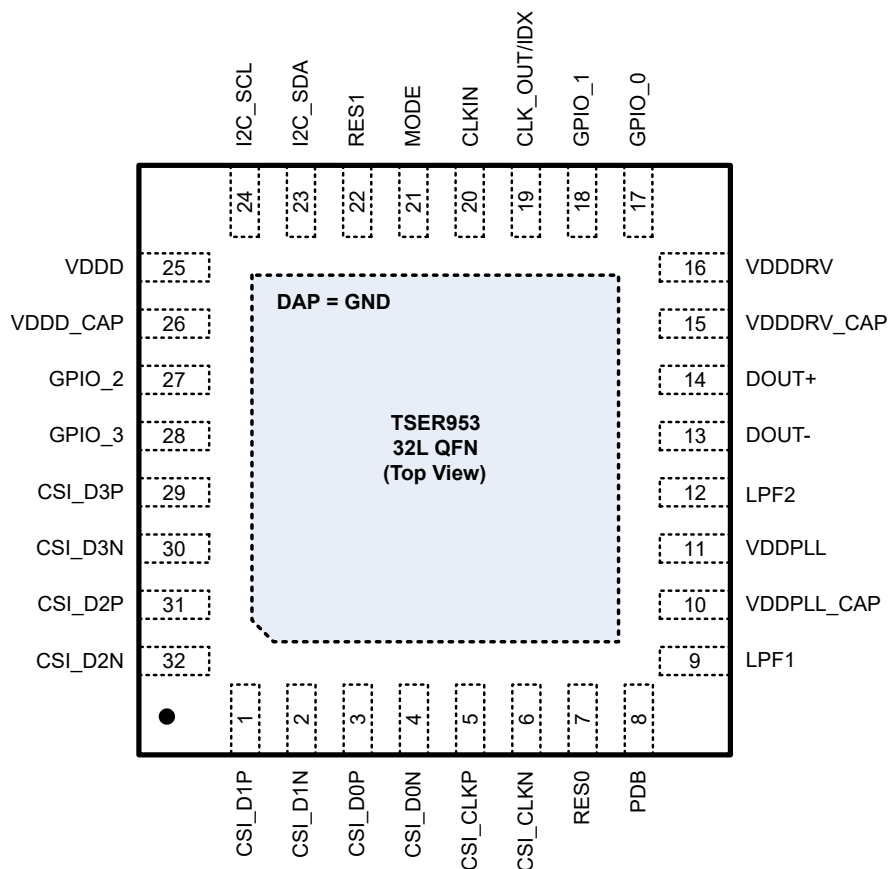 I2C_SCL
I2C_SDA
RES1
MODE
CLKIN
CLK_OUT/IDX
GPIO_1
GPIO_0
24
23
22
21
20
19
18
17
VDDD 25
16 VDDDRV
DAP = GND
VDDD_CAP 26
15 VDDDRV_CAP
GPIO_2 27
14 DOUT+
TSER953
32L QFN
(Top View)
GPIO_3 28
13 DOUT-
CSI_D3P 29
12 LPF2
CSI_D3N 30
11 VDDPLL
CSI_D2P 31
10 VDDPLL_CAP
CSI_D2N 32
9 LPF1
1
2
3
4
5
6
7
8
CSI_D1P
CSI_D1N
CSI_D0P
CSI_D0N
CSI_CLKP
CSI_CLKN
RES0
PDB